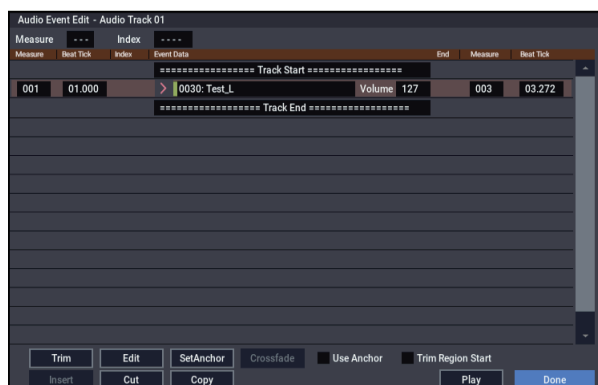 Audio Event Edit - Audio Track 01
Measure --- Index ----
Measure Beat Tick Index Event Data End Measure Beat Tick
================= Track Start =================
001 01.000 > 0030: Test_L Volume 127 003 03.272
================== Track End ==================
Trim Edit SetAnchor Crossfade Use Anchor Trim Region Start
Insert Cut Copy Play Done